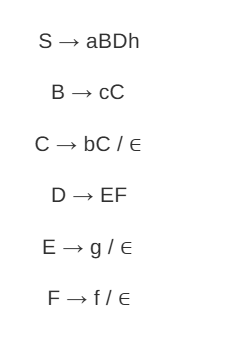 S → aBDh
B → cC
C → bC / ∈
D → EF
E → g / ∈
F → f / ∈